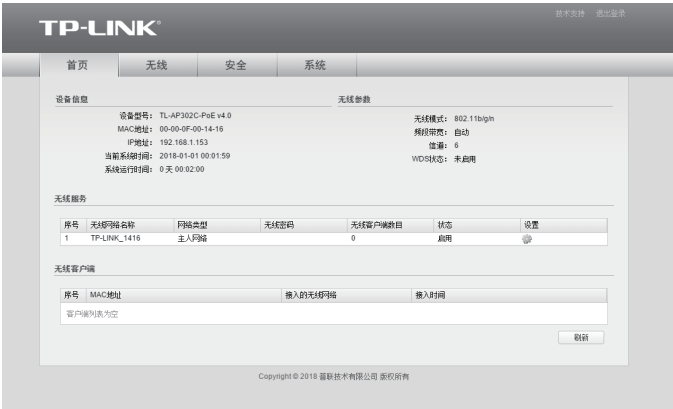 技术支持 退出登录
TP-LINK®
首页 无线 安全 系统
设备信息
设备型号： TL-AP302C-PoE v4.0
MAC地址： 00-00-0F-00-14-16
IP地址： 192.168.1.153
当前系统时间： 2018-01-01 00:01:59
系统运行时间： 0 天 00:02:00
无线参数
无线模式： 802.11b/g/n
频段带宽： 自动
信道： 6
WDS状态： 未启用
无线服务
序号 无线网络名称 网络类型 无线密码 无线客户端数目 状态 设置
1 TP-LINK_1416 主人网络 0 启用
无线客户端
序号 MAC地址 接入的无线网络 接入时间
客户端列表为空
刷新
Copyright © 2018 普联技术有限公司 版权所有